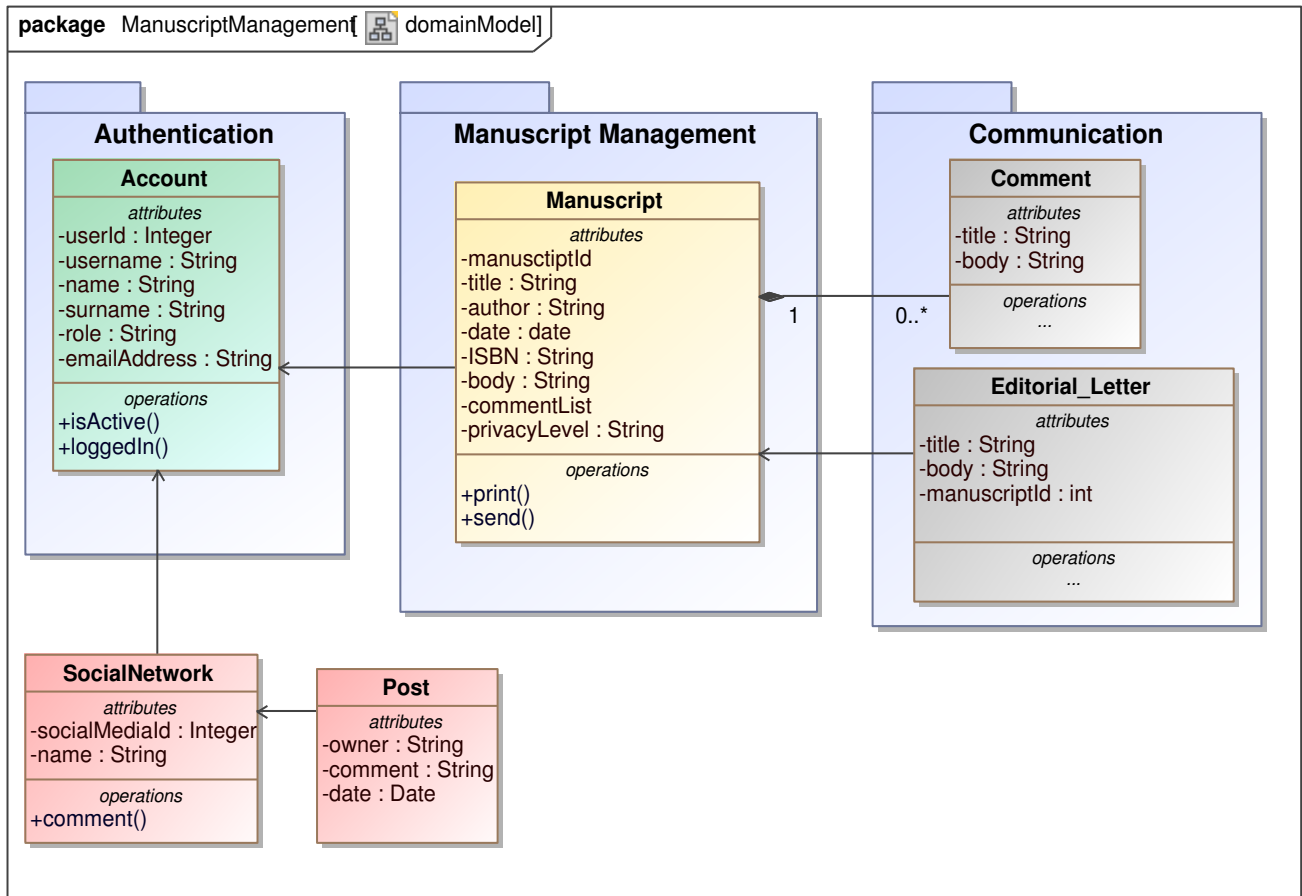 package ManuscriptManagement[ domainModel]
Authentication
Account
attributes
-userId : Integer
-username : String
-name : String
-surname : String
-role : String
-emailAddress : String
operations
+isActive()
+loggedIn()
Manuscript Management
Manuscript
attributes
-manusctiptId
-title : String
-author : String
-date : date
-ISBN : String
-body : String
-commentList
-privacyLevel : String
operations
+print()
+send()
1
0..*
Communication
Comment
attributes
-title : String
-body : String
operations
...
Editorial_Letter
attributes
-title : String
-body : String
-manuscriptId : int
operations
...
SocialNetwork
attributes
-socialMediaId : Integer
-name : String
operations
+comment()
Post
attributes
-owner : String
-comment : String
-date : Date